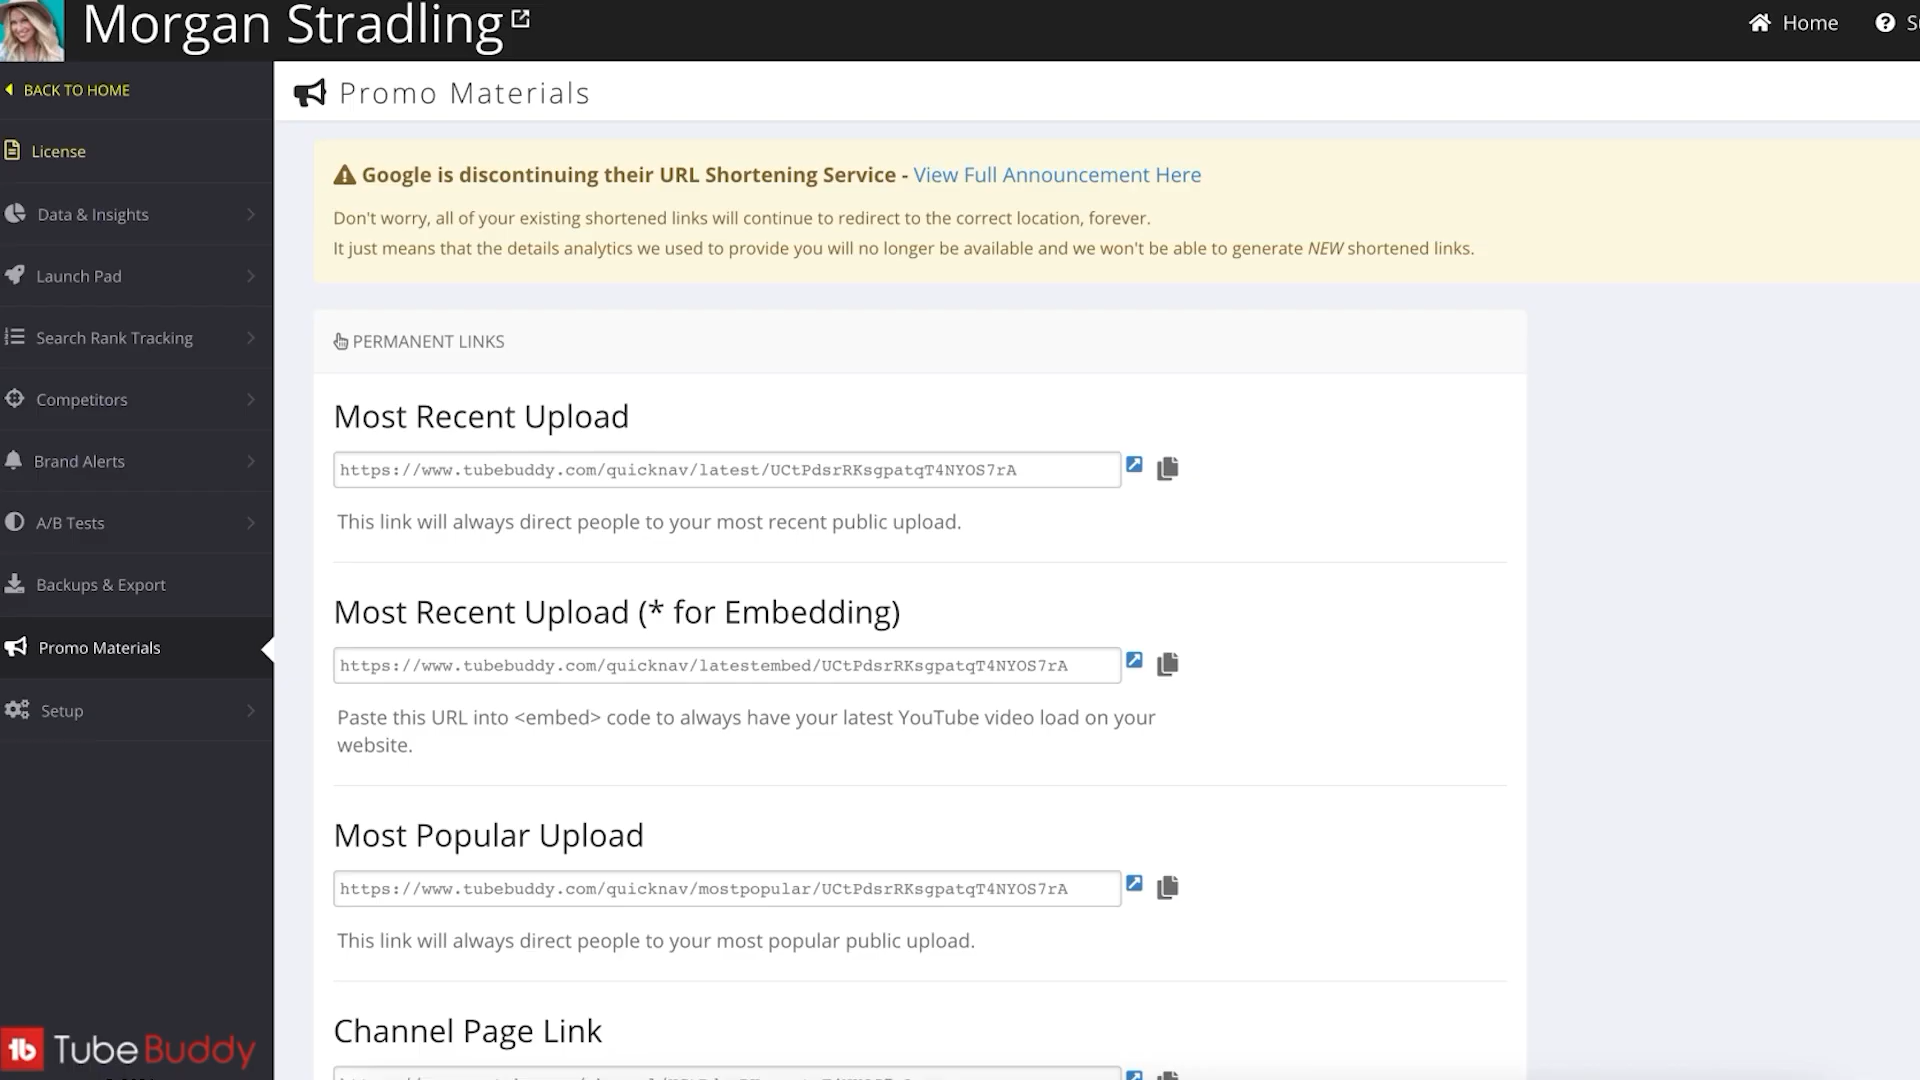 Morgan Stradling
Home
BACK TO HOME
License
Data & Insights
Launch Pad
Search Rank Tracking
Competitors
Brand Alerts
A/B Tests
Backups & Export
Promo Materials
Setup
TubeBuddy
Promo Materials
Google is discontinuing their URL Shortening Service - View Full Announcement Here
Don't worry, all of your existing shortened links will continue to redirect to the correct location, forever.
It just means that the details analytics we used to provide you will no longer be available and we won't be able to generate NEW shortened links.
PERMANENT LINKS
Most Recent Upload
https://www.tubebuddy.com/quicknav/latest/UCtPdsrRKsgpatqT4NYOS7rA
This link will always direct people to your most recent public upload.
Most Recent Upload (* for Embedding)
https://www.tubebuddy.com/quicknav/latestembed/UCtPdsrRKsgpatqT4NYOS7rA
Paste this URL into <embed> code to always have your latest YouTube video load on your
website.
Most Popular Upload
https://www.tubebuddy.com/quicknav/mostpopular/UCtPdsrRKsgpatqT4NYOS7rA
This link will always direct people to your most popular public upload.
Channel Page Link